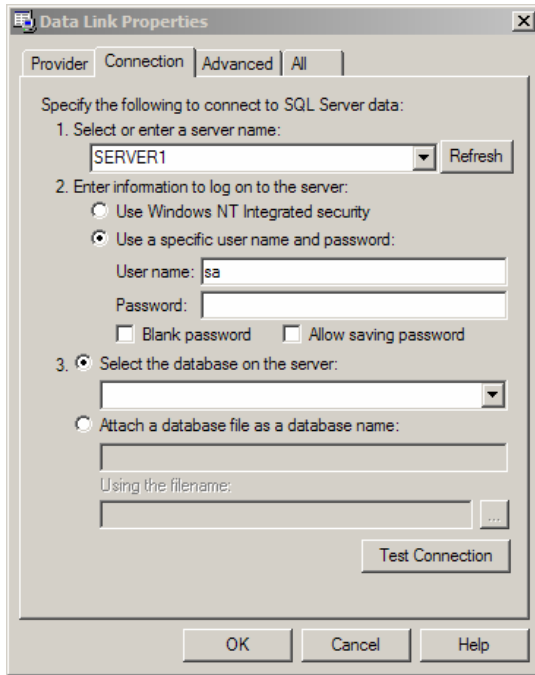 Data Link Properties
Provider Connection Advanced All
Specify the following to connect to SQL Server data:
1. Select or enter a server name:
SERVER1 Refresh
2. Enter information to log on to the server:
Use Windows NT Integrated security
Use a specific user name and password:
User name: sa
Password:
Blank password Allow saving password
3. Select the database on the server:
Attach a database file as a database name:
Using the filename:
...
Test Connection
OK Cancel Help